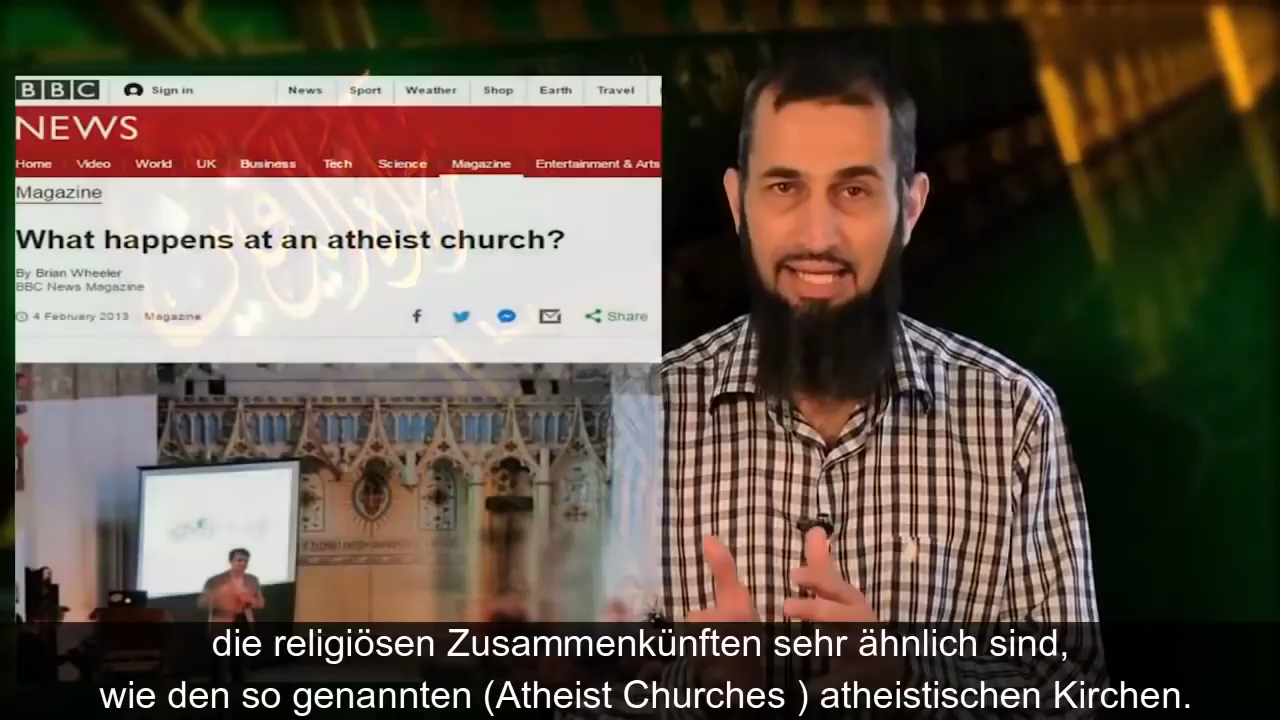 BBC Sign in News Sport Weather Shop Earth Travel
NEWS
Home Video World UK Business Tech Science Magazine Entertainment & Arts
Magazine
What happens at an atheist church?
By Brian Wheeler
BBC News Magazine
4 February 2013 Magazine Share
die religiösen Zusammenkünften sehr ähnlich sind,
wie den so genannten (Atheist Churches ) atheistischen Kirchen.